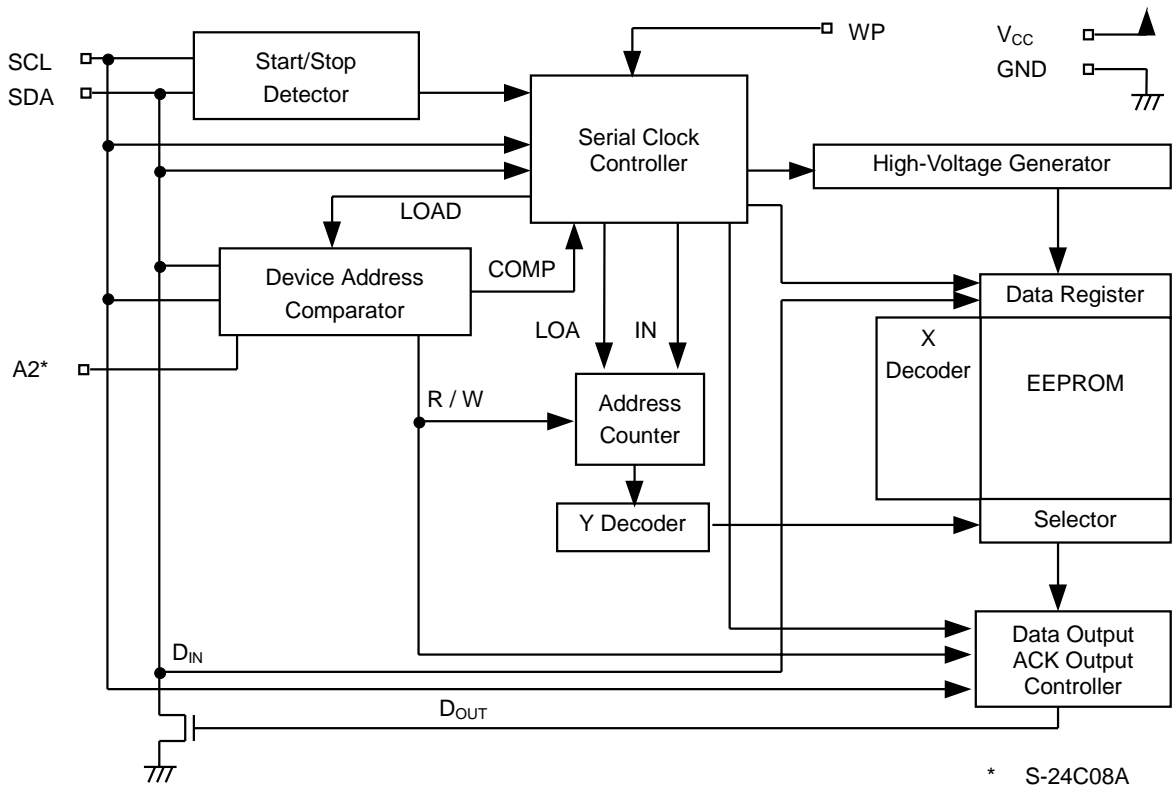 WP
VCC
GND
SCL
SDA
Start/Stop
Detector
Serial Clock
Controller
High-Voltage Generator
LOAD
Device Address
Comparator
COMP
Data Register
LOA
IN
X
Decoder
EEPROM
A2*
R / W
Address
Counter
Y Decoder
Selector
Data Output
ACK Output
Controller
DIN
DOUT
* S-24C08A